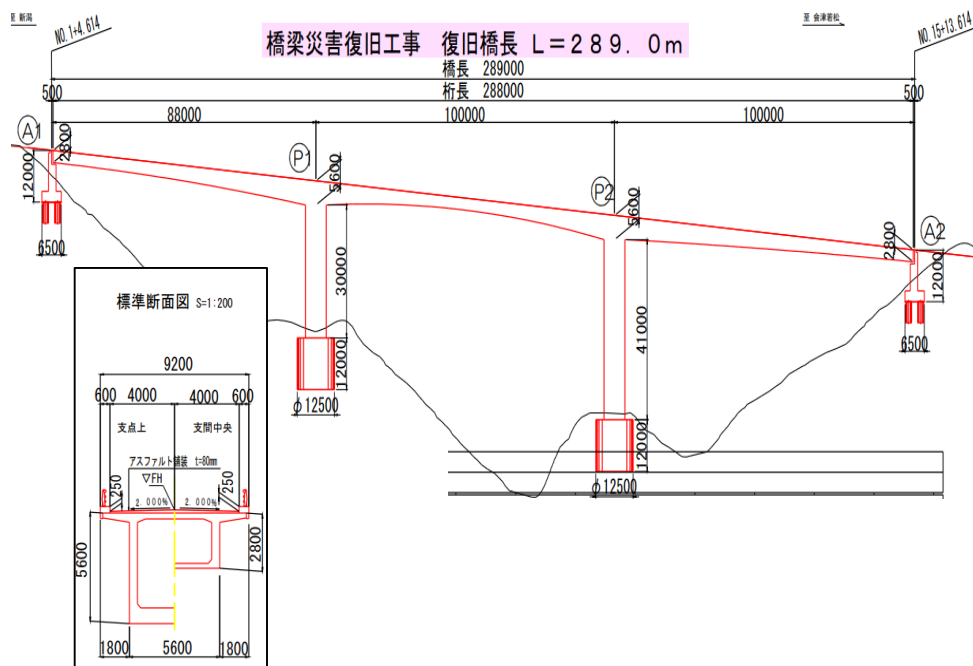 至 新潟
至 会津若松
NO.1+4.614
NO.15+13.614
橋梁災害復旧工事 復旧橋長 L=289.0m
橋長 289000
500
桁長 288000
500
88000
100000
100000
A1
2800
12000
6500
P1
5600
30000
12000
φ12500
P2
5600
41000
12000
φ12500
A2
2800
12000
6500
標準断面図 S=1:200
9200
600
4000
4000
600
支点上
支間中央
アスファルト舗装 t=80mm
▽FH
250
250
2.000%
2.000%
5600
2800
1800
5600
1800